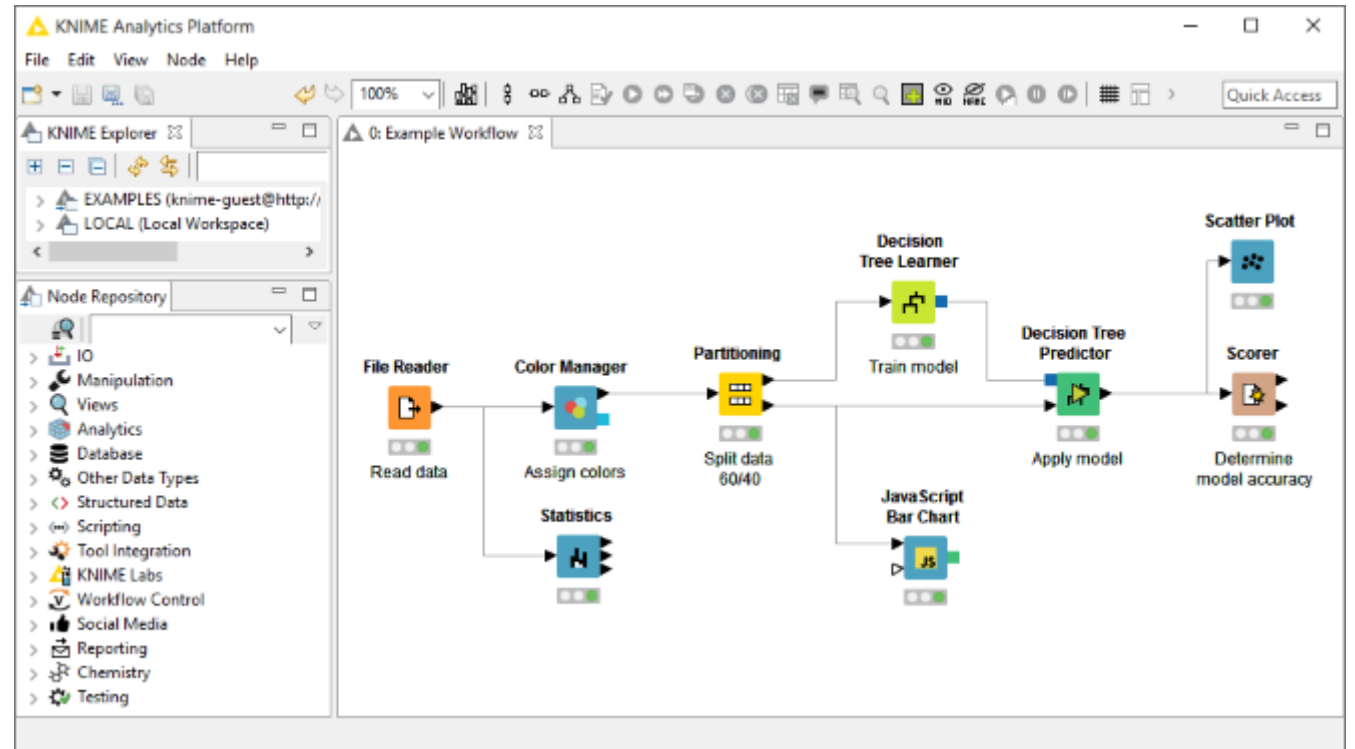 KNIME Analytics Platform
File Edit View Node Help
100%
Quick Access
KNIME Explorer
EXAMPLES (knime-guest@http://
LOCAL (Local Workspace)
Node Repository
IO
Manipulation
Views
Analytics
Database
Other Data Types
Structured Data
Scripting
Tool Integration
KNIME Labs
Workflow Control
Social Media
Reporting
Chemistry
Testing
0: Example Workflow
File Reader
Read data
Color Manager
Assign colors
Statistics
Partitioning
Split data
60/40
Decision
Tree Learner
Train model
JavaScript
Bar Chart
JS
Decision Tree
Predictor
Apply model
Scatter Plot
Scorer
Determine
model accuracy